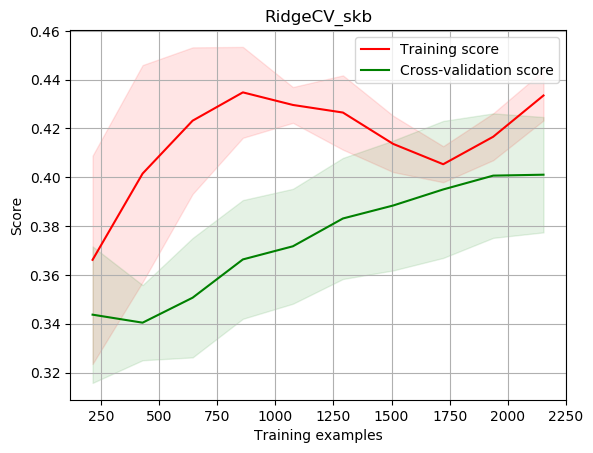 RidgeCV_skb
0.46
0.44
0.42
0.40
0.38
0.36
0.34
0.32
Score
Training score
Cross-validation score
250 500 750 1000 1250 1500 1750 2000 2250
Training examples